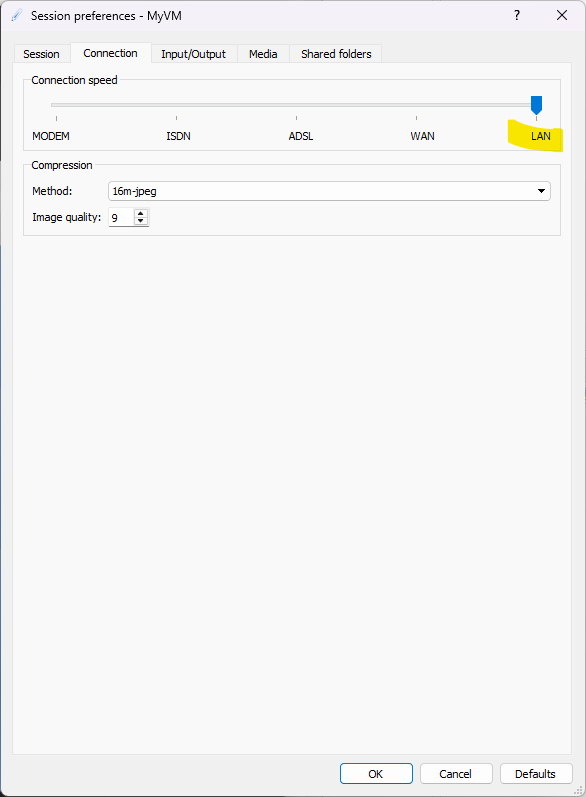 Session preferences - MyVM
?
Session Connection Input/Output Media Shared folders
Connection speed
MODEM ISDN ADSL WAN LAN
Compression
Method: 16m-jpeg
Image quality: 9
OK Cancel Defaults